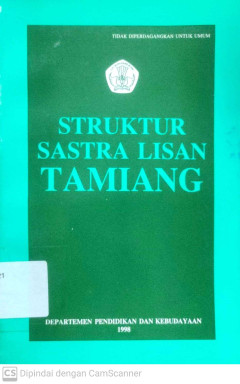 TIDAK DIPERDAGANGKAN UNTUK UMUM
STRUKTUR
SASTRA LISAN
TAMIANG
DEPARTEMEN PENDIDIKAN DAN KEBUDAYAAN
1998
CS Dipindai dengan CamScanner